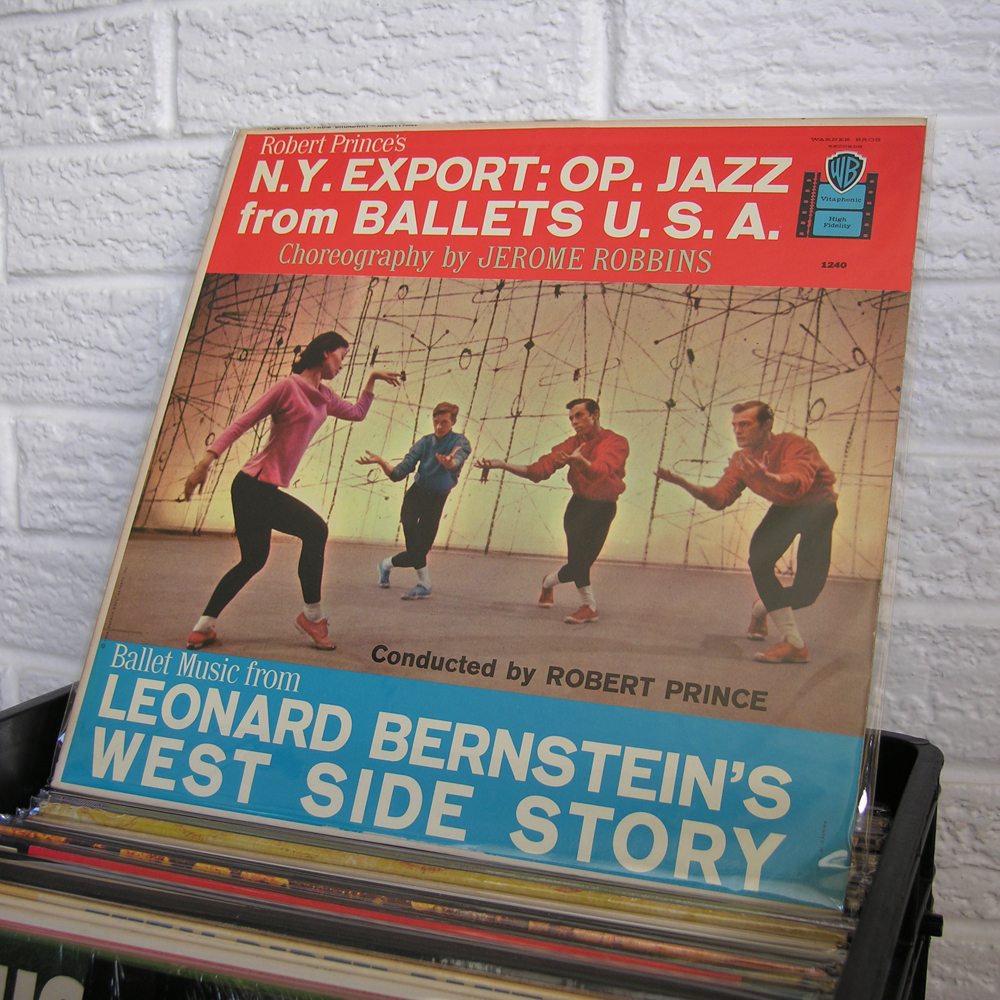 Robert Prince's
N.Y. EXPORT: OP. JAZZ
from BALLETS U. S. A.
Choreography by JEROME ROBBINS
WARNER BROS
RECORDS
WB
Vitaphonic
High
Fidelity
1240
Conducted by ROBERT PRINCE
Ballet Music from
LEONARD BERNSTEIN'S
WEST SIDE STORY